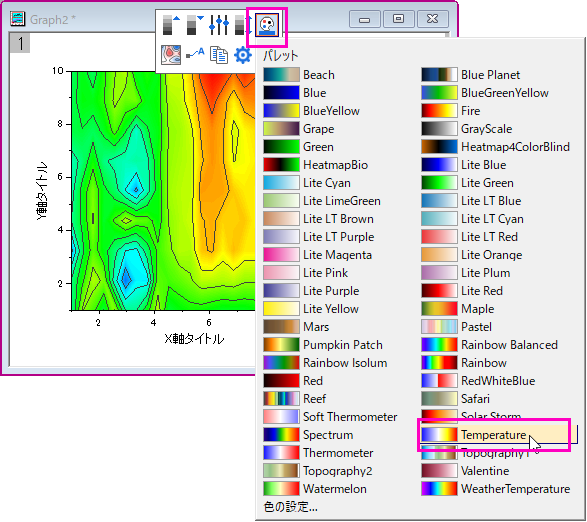 Graph2 *
1
A
パレット
Beach
Blue Planet
Blue
BlueGreenYellow
BlueYellow
Fire
Grape
GrayScale
Green
Heatmap4ColorBlind
HeatmapBio
Lite Blue
Lite Cyan
Lite Green
Lite LimeGreen
Lite LT Blue
Lite LT Brown
Lite LT Cyan
Lite LT Purple
Lite LT Red
Lite Magenta
Lite Orange
Lite Pink
Lite Plum
Lite Purple
Lite Red
Lite Yellow
Maple
Mars
Pastel
Pumpkin Patch
Rainbow Balanced
Rainbow Isolum
Rainbow
Red
RedWhiteBlue
Reef
Safari
Soft Thermometer
Solar Storm
Spectrum
Temperature
Thermometer
Topography1
Topography2
Valentine
Watermelon
WeatherTemperature
色の設定...
10
8
6
4
2
Y軸タイトル
2
4
6
X軸タイトル